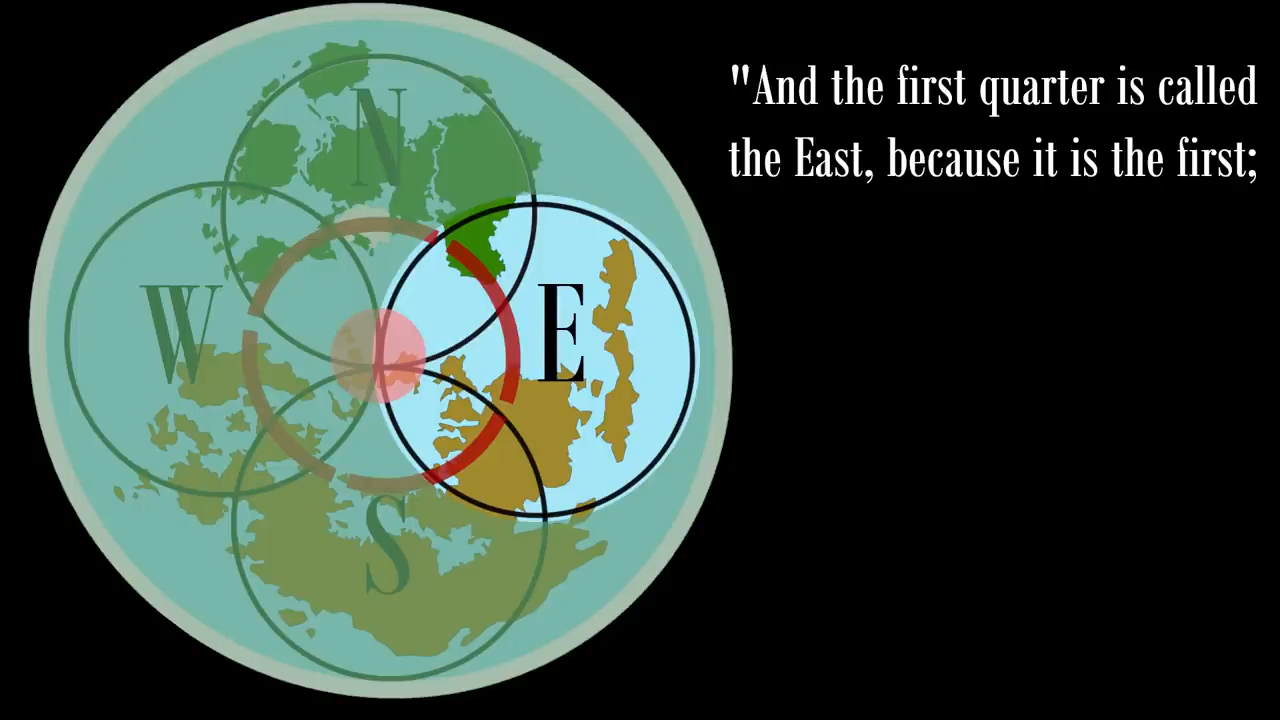 N
"And the first quarter is called
the East, because it is the first;
W
E
S